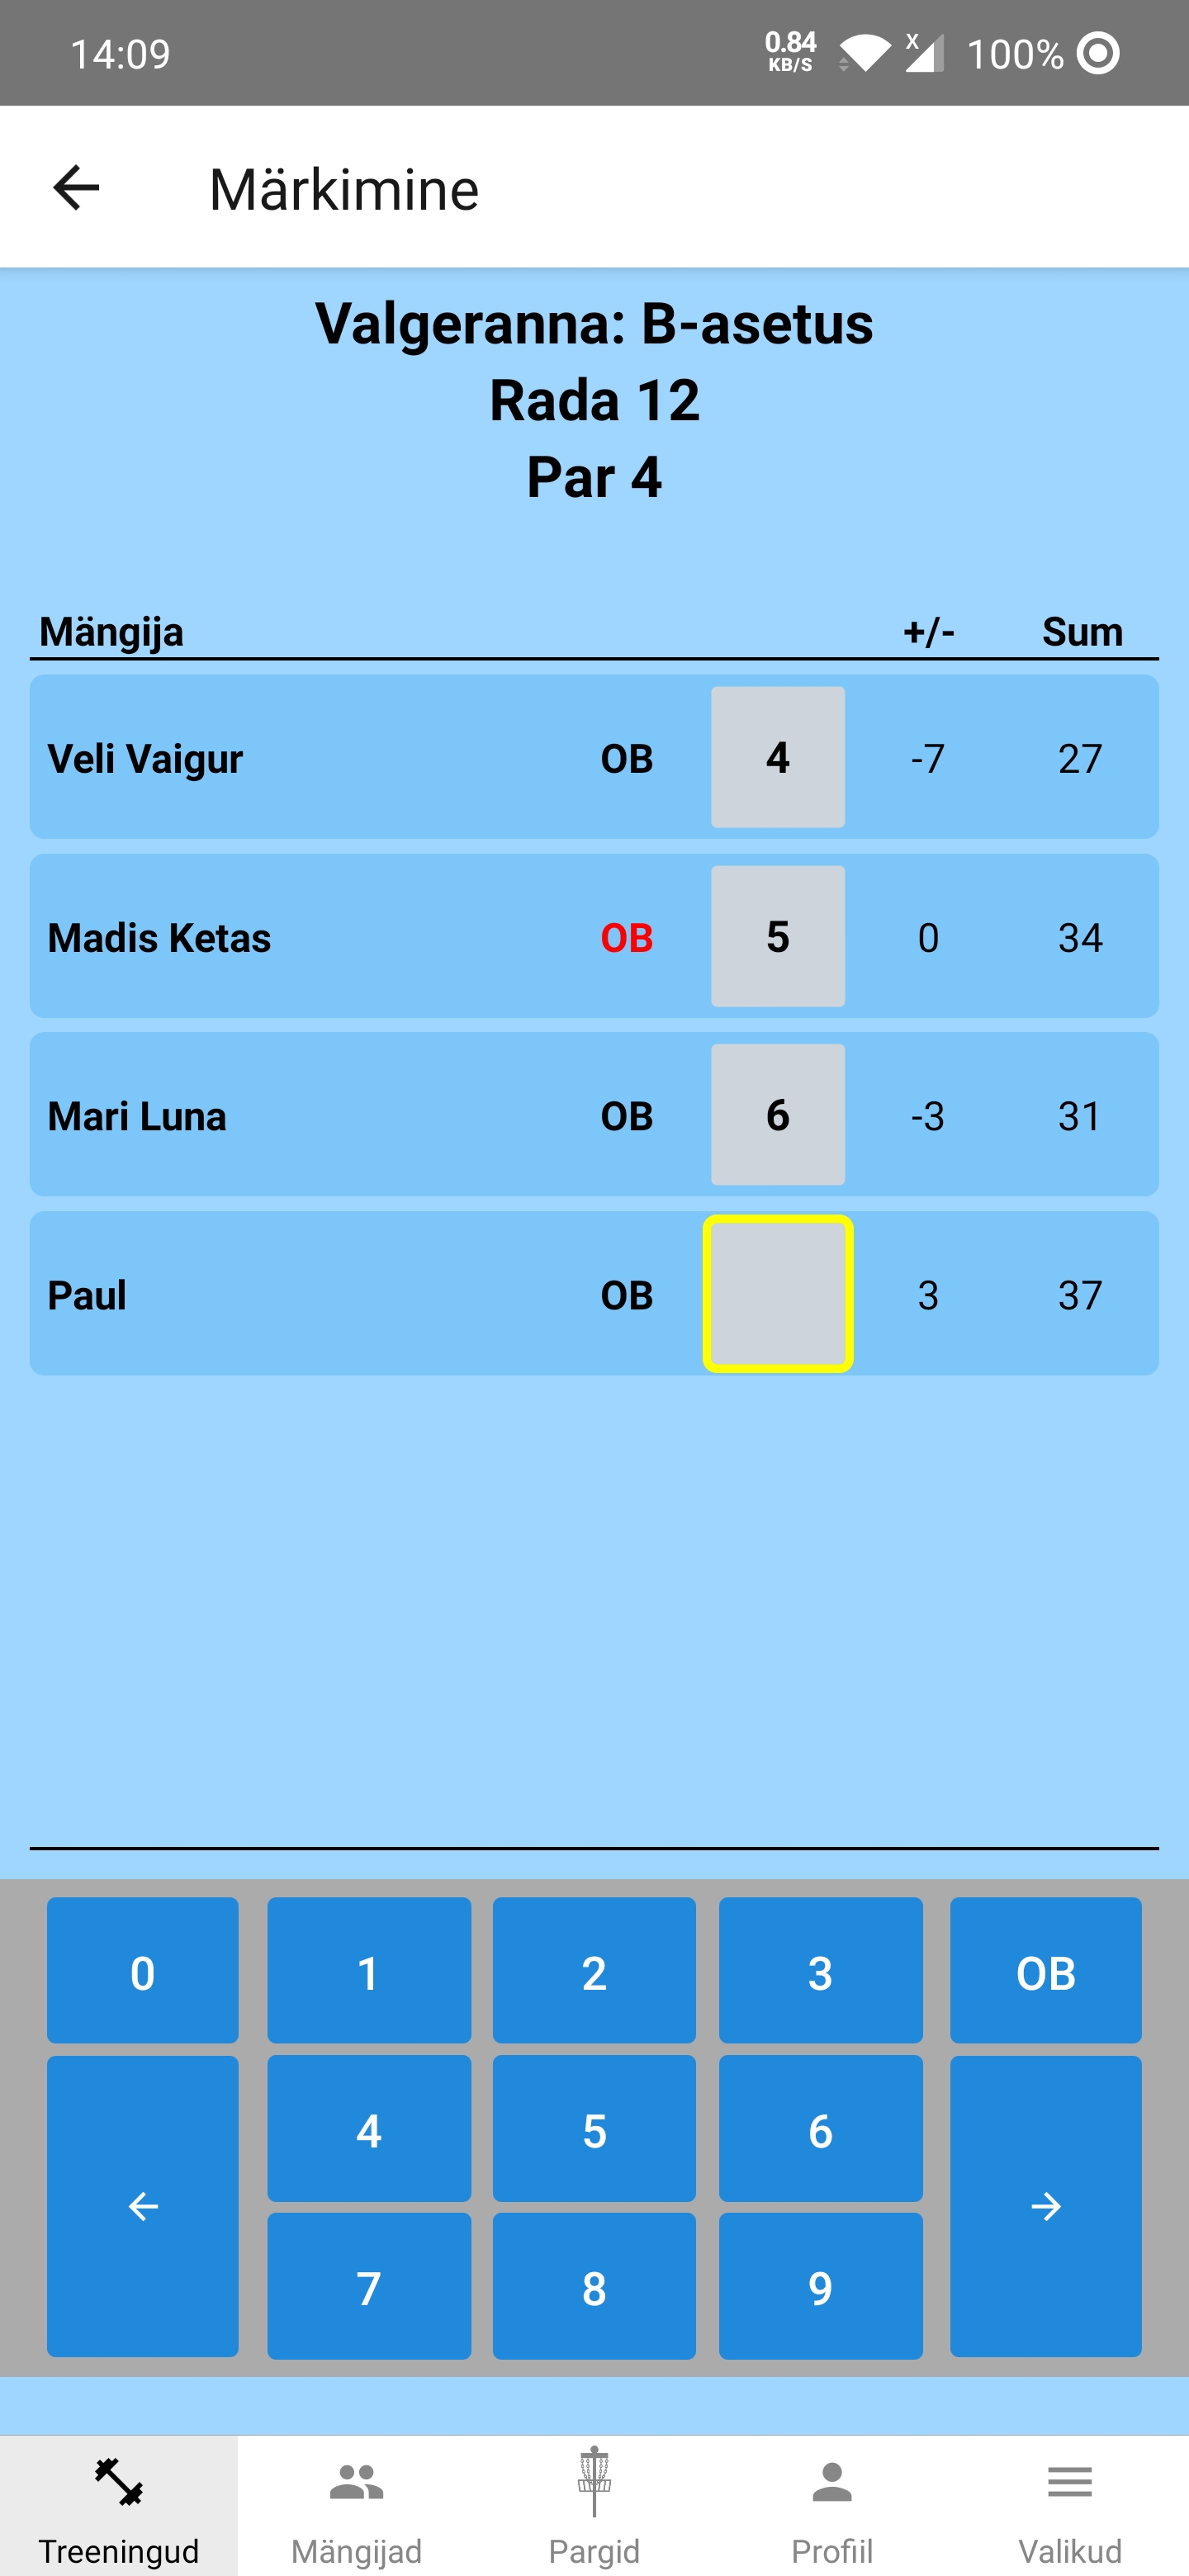 14:09 0.84 KB/S X 100%
Märkimine
Valgeranna: B-asetus
Rada 12
Par 4
Mängija +/- Sum
Veli Vaigur OB 4 -7 27
Madis Ketas OB 5 0 34
Mari Luna OB 6 -3 31
Paul OB 3 37
0 1 2 3 OB
← 4 5 6 →
7 8 9
Treeningud Mängijad Pargid Profiil Valikud